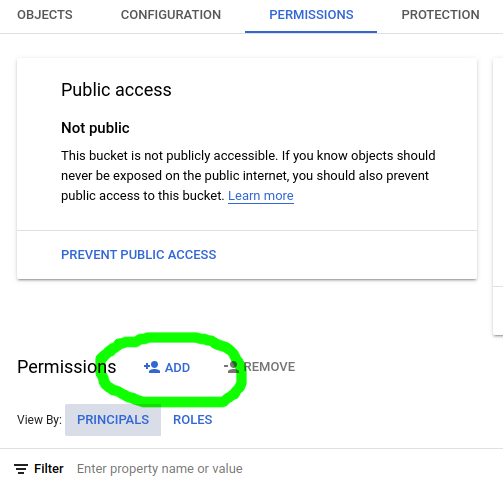 OBJECTS CONFIGURATION PERMISSIONS PROTECTION
Public access
Not public
This bucket is not publicly accessible. If you know objects should
never be exposed on the public internet, you should also prevent
public access to this bucket. Learn more
PREVENT PUBLIC ACCESS
Permissions ADD REMOVE
View By: PRINCIPALS ROLES
Filter Enter property name or value